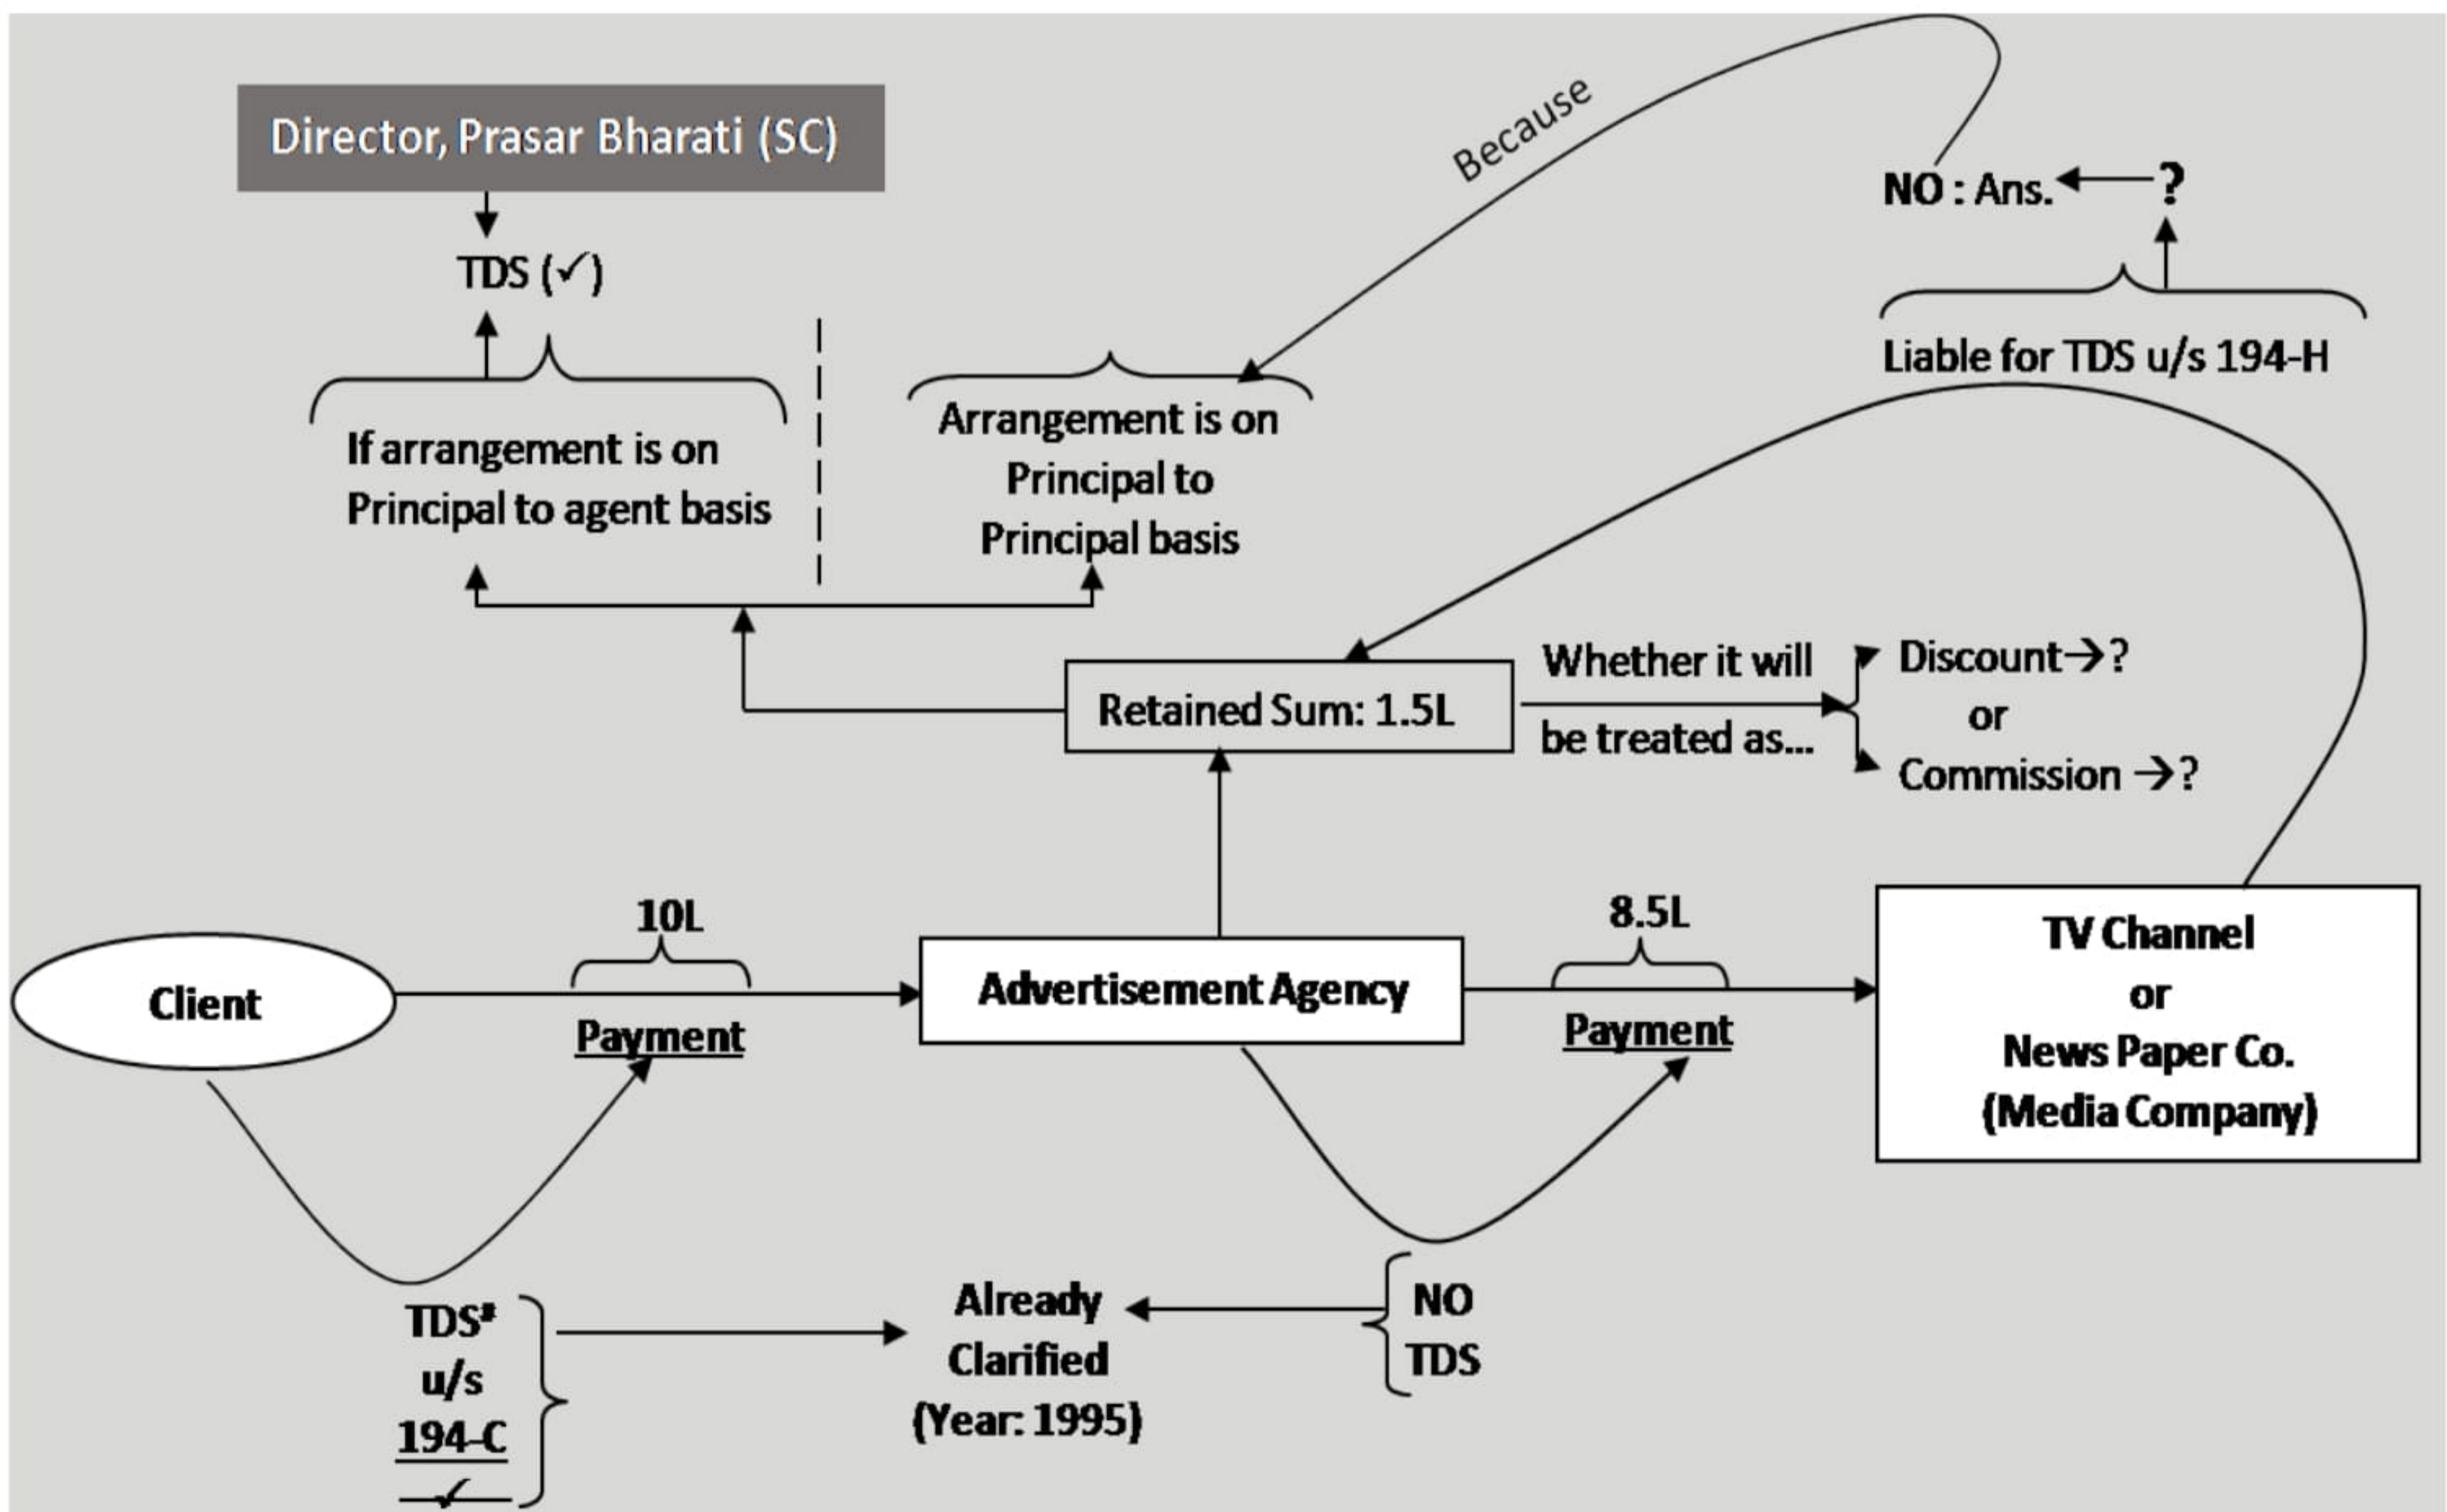 Director, Prasar Bharati (SC)
Because
NO : Ans.
?
TDS (✓)
Liable for TDS u/s 194-H
If arrangement is on
Principal to agent basis
Arrangement is on
Principal to
Principal basis
Retained Sum: 1.5L
Whether it will
be treated as...
Discount→?
or
Commission →?
10L
8.5L
Client
Payment
Advertisement Agency
Payment
TV Channel
or
News Paper Co.
(Media Company)
TDS#
u/s
194-C
✓
Already
Clarified
(Year: 1995)
NO
TDS